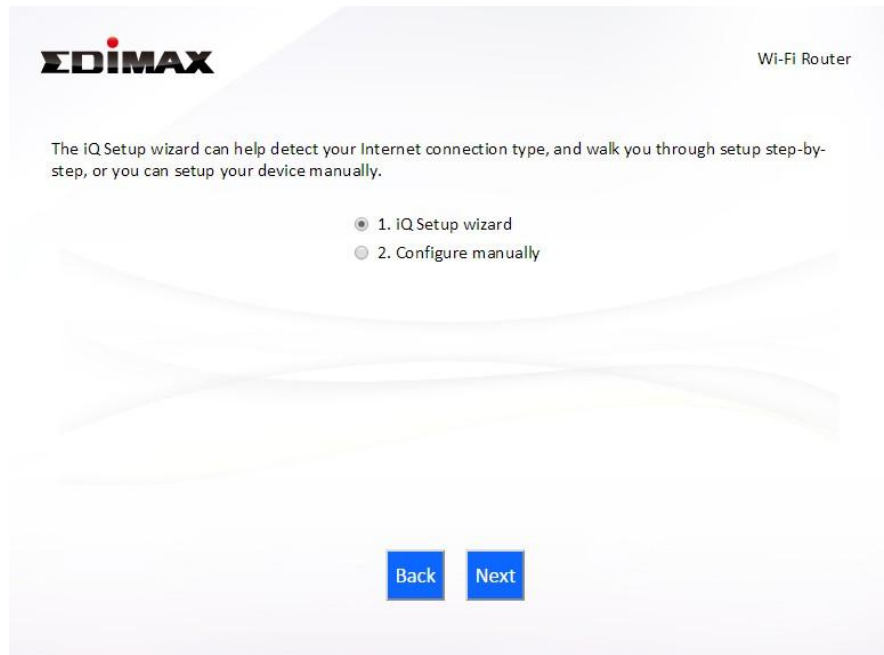 EDIMAX
Wi-Fi Router
The iQ Setup wizard can help detect your Internet connection type, and walk you through setup step-by-
step, or you can setup your device manually.
1. iQ Setup wizard
2. Configure manually
Back
Next